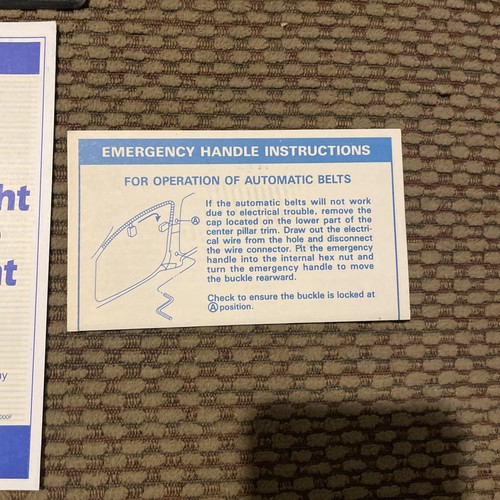 EMERGENCY HANDLE INSTRUCTIONS
FOR OPERATION OF AUTOMATIC BELTS
If the automatic belts will not work
due to electrical trouble, remove the
cap located on the lower part of the
center pillar trim. Draw out the electri-
cal wire from the hole and disconnect
the wire connector. Fit the emergency
handle into the internal hex nut and
turn the emergency handle to move
the buckle rearward.
Check to ensure the buckle is locked at
Ⓐ position.
Ⓐ
ht